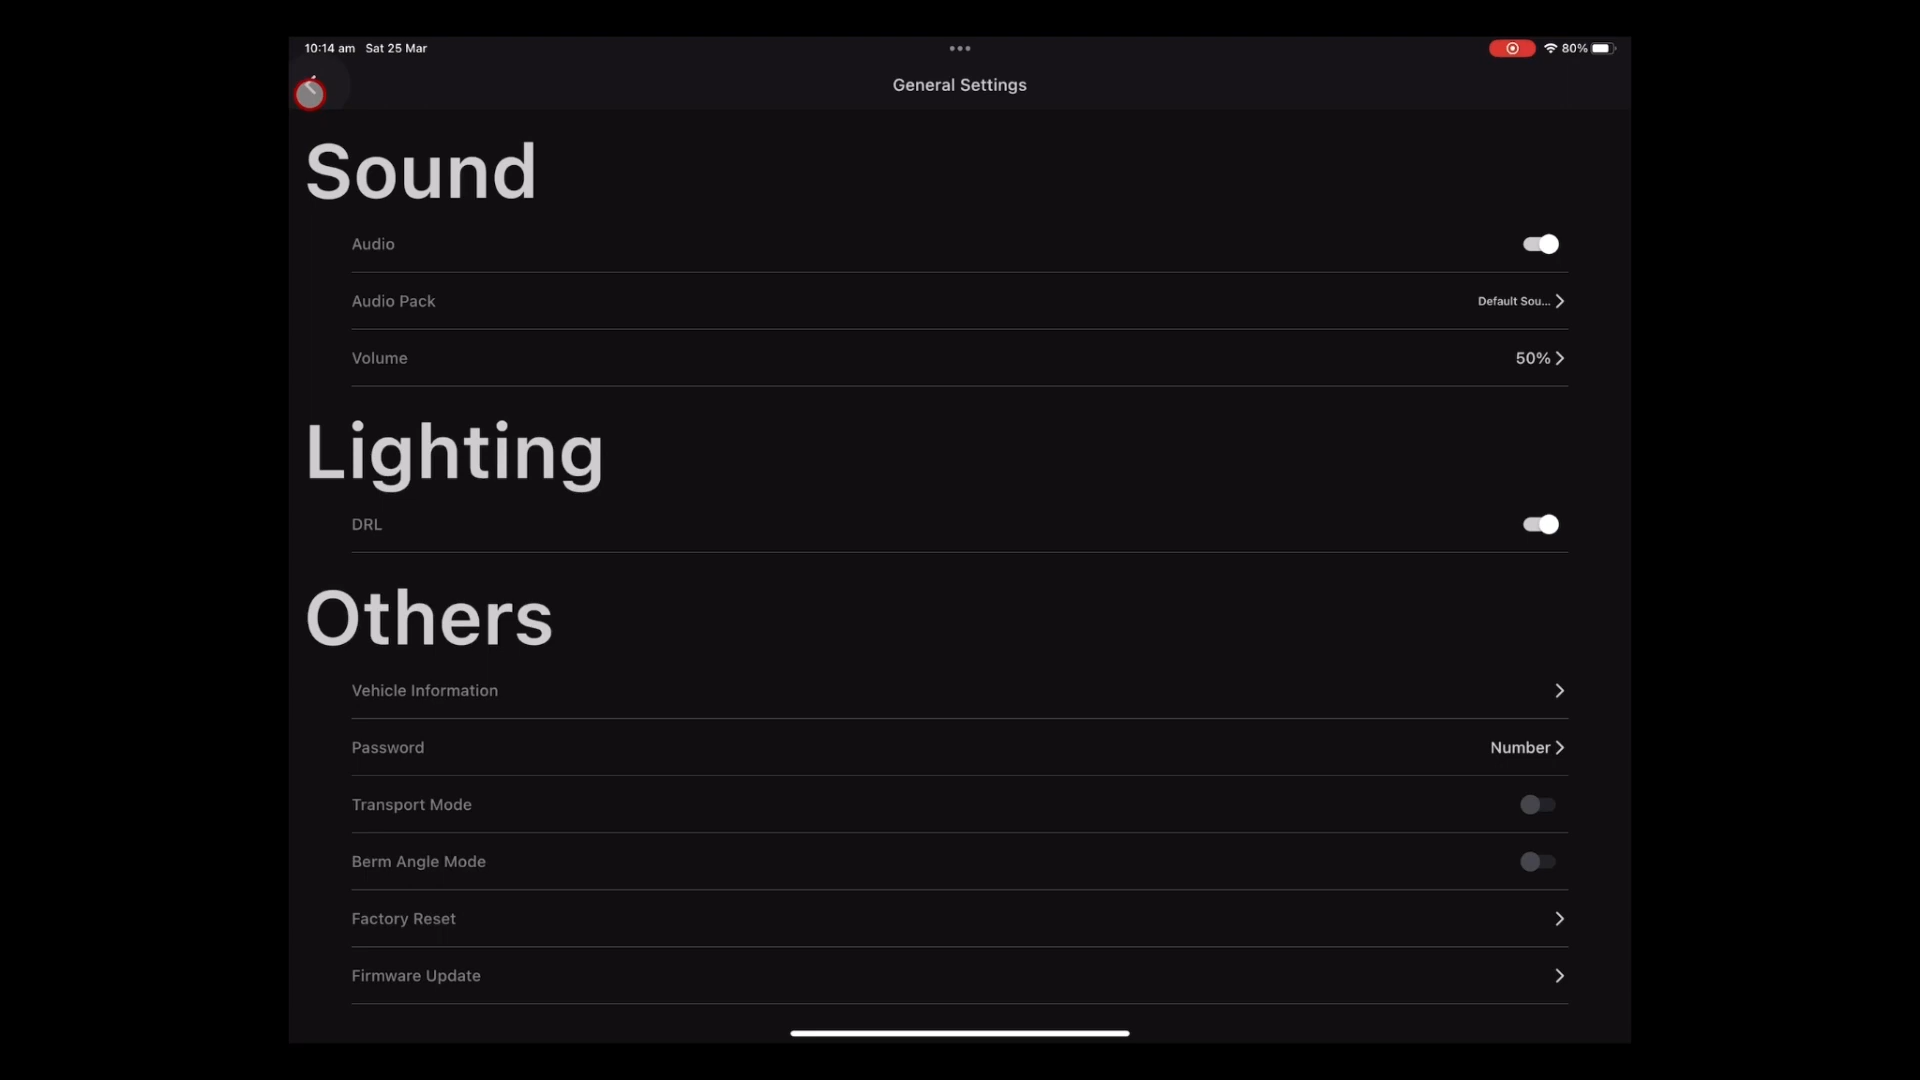 10:14 am Sat 25 Mar
80%
General Settings
Sound
Audio
Audio Pack Default Sou...
Volume 50%
Lighting
DRL
Others
Vehicle Information
Password Number
Transport Mode
Berm Angle Mode
Factory Reset
Firmware Update